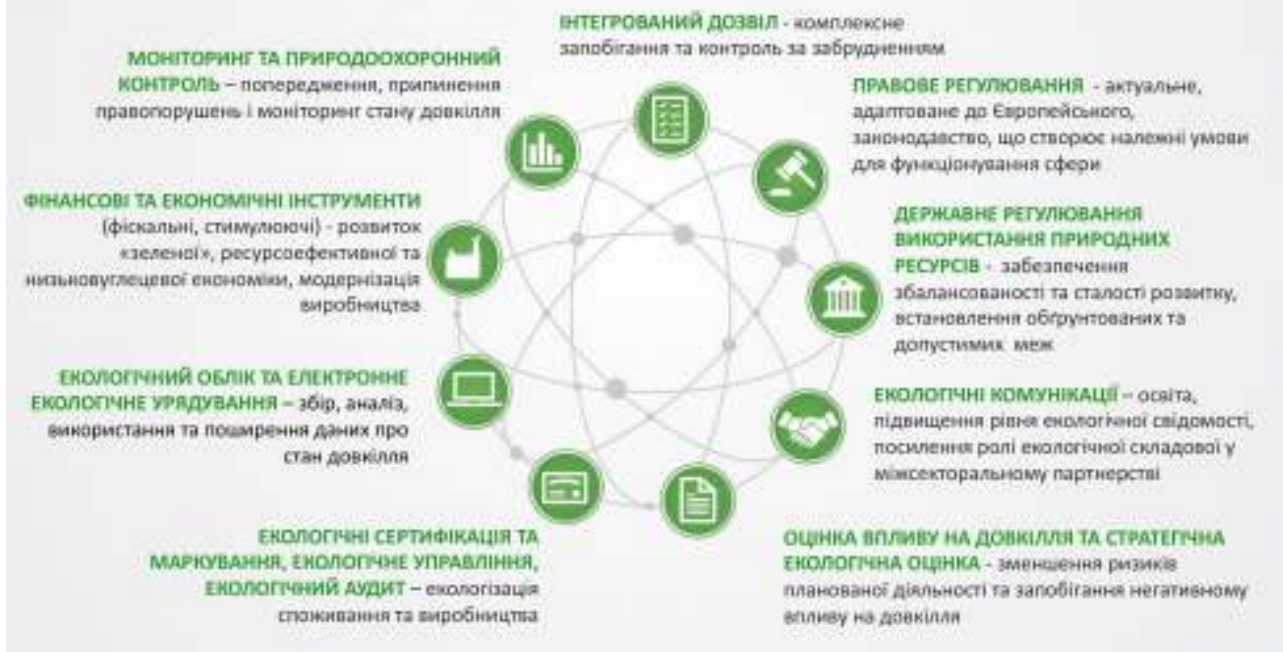 ІНТЕГРОВАНИЙ ДОЗВІЛ - комплексне
запобігання та контроль за забрудненням
МОНІТОРИНГ ТА ПРИРОДООХОРОННИЙ
КОНТРОЛЬ – попередження, припинення
правопорушень і моніторинг стану довкілля
ПРАВОВЕ РЕГУЛЮВАННЯ - актуальне,
адаптоване до Європейського,
законодавство, що створює належні умови
для функціонування сфери
ФІНАНСОВІ ТА ЕКОНОМІЧНІ ІНСТРУМЕНТИ
(фіскальні, стимулюючі) - розвиток
«зеленої», ресурсоефективної та
низьковуглецевої економіки, модернізація
виробництва
ДЕРЖАВНЕ РЕГУЛЮВАННЯ
ВИКОРИСТАННЯ ПРИРОДНИХ
РЕСУРСІВ - забезпечення
збалансованості та сталості розвитку,
встановлення обґрунтованих та
допустимих меж
ЕКОЛОГІЧНИЙ ОБЛІК ТА ЕЛЕКТРОННЕ
ЕКОЛОГІЧНЕ УРЯДУВАННЯ – збір, аналіз,
використання та поширення даних про
стан довкілля
ЕКОЛОГІЧНІ КОМУНІКАЦІЇ – освіта,
підвищення рівня екологічної свідомості,
посилення ролі екологічної складової у
міжсекторальному партнерстві
ЕКОЛОГІЧНІ СЕРТИФІКАЦІЯ ТА
МАРКУВАННЯ, ЕКОЛОГІЧНЕ УПРАВЛІННЯ,
ЕКОЛОГІЧНИЙ АУДИТ – екологізація
споживання та виробництва
ОЦІНКА ВПЛИВУ НА ДОВКІЛЛЯ ТА СТРАТЕГІЧНА
ЕКОЛОГІЧНА ОЦІНКА - зменшення ризиків
планованої діяльності та запобігання негативному
впливу на довкілля